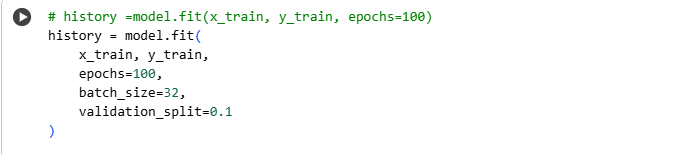 # history =model.fit(x_train, y_train, epochs=100)
history = model.fit(
    x_train, y_train,
    epochs=100,
    batch_size=32,
    validation_split=0.1
)